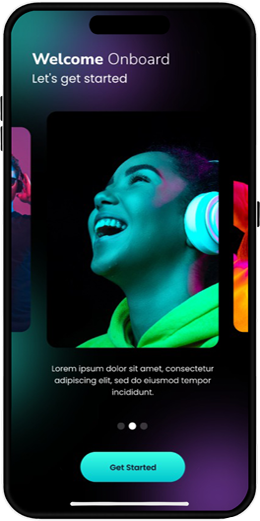 Welcome Onboard
Let's get started
Lorem ipsum dolor sit amet, consectetur
adipiscing elit, sed do eiusmod tempor
incididunt.
Get Started